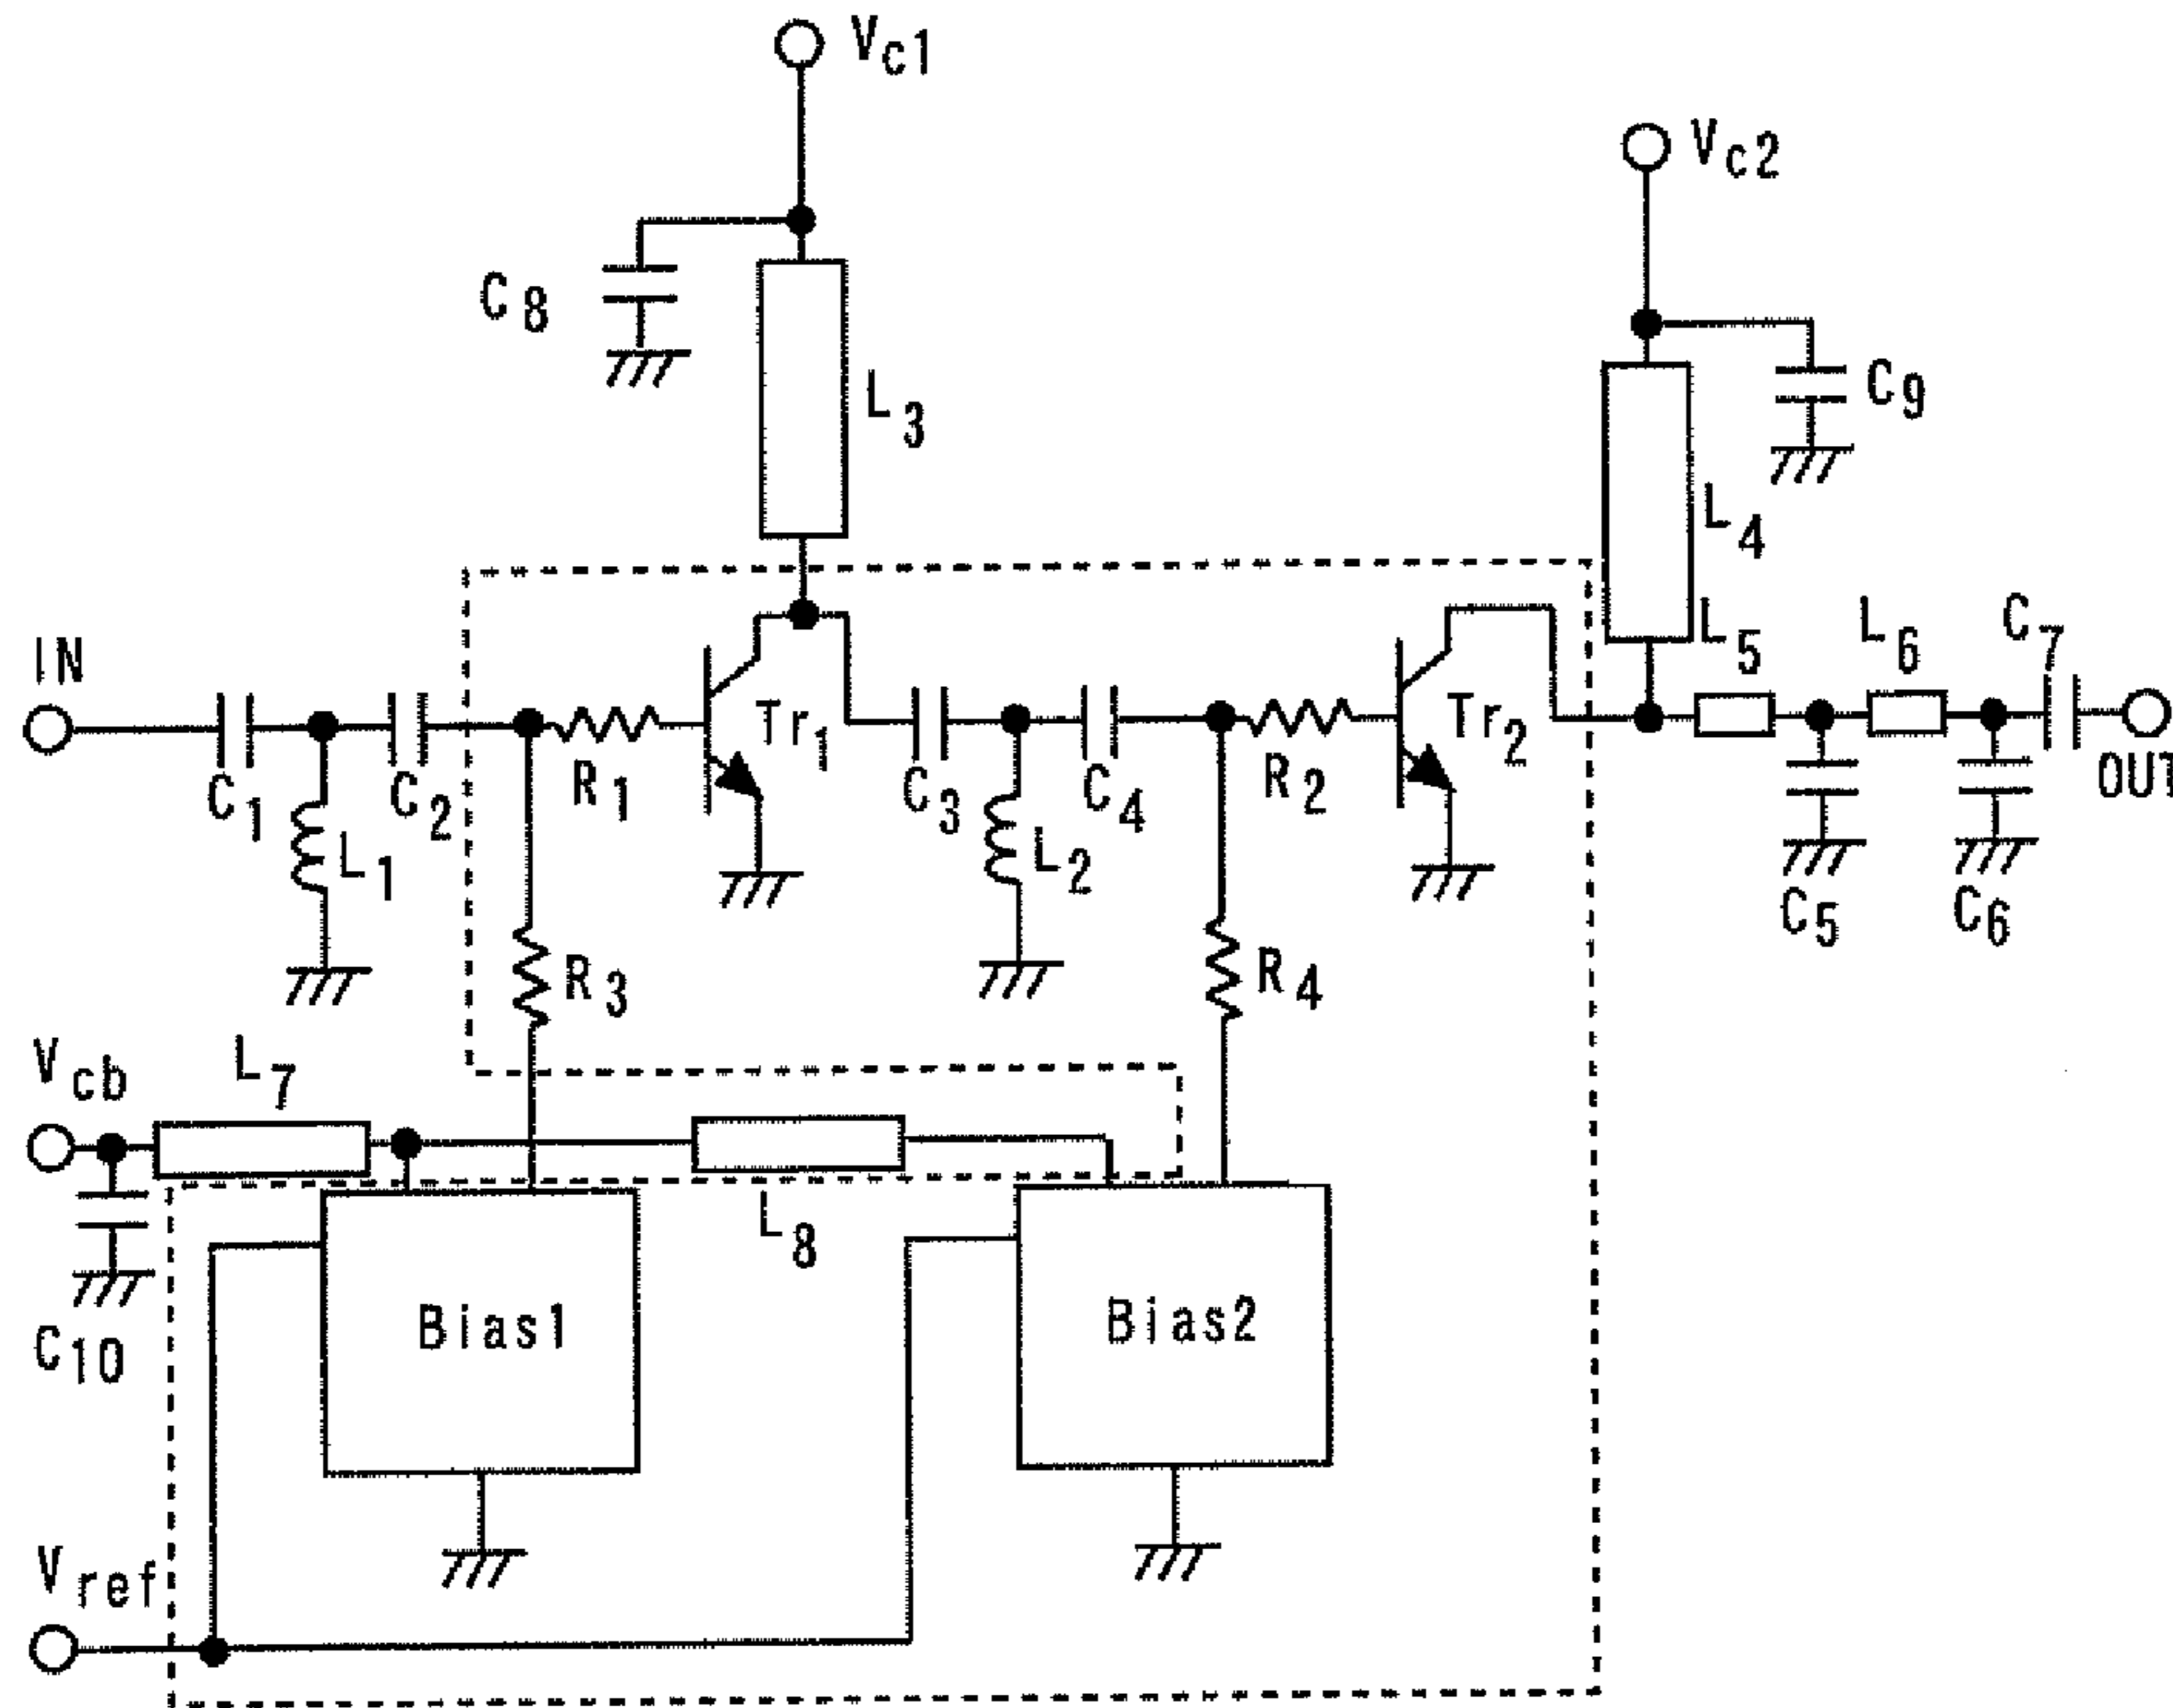 Vc1
Vc2
C8
L3
C9
L4
IN
L5
L6
C7
C1
C2
R1
Tr1
C3
C4
R2
Tr2
OUT
L1
L2
C5
C6
R3
R4
Vcb
L7
L8
C10
Bias1
Bias2
Vref